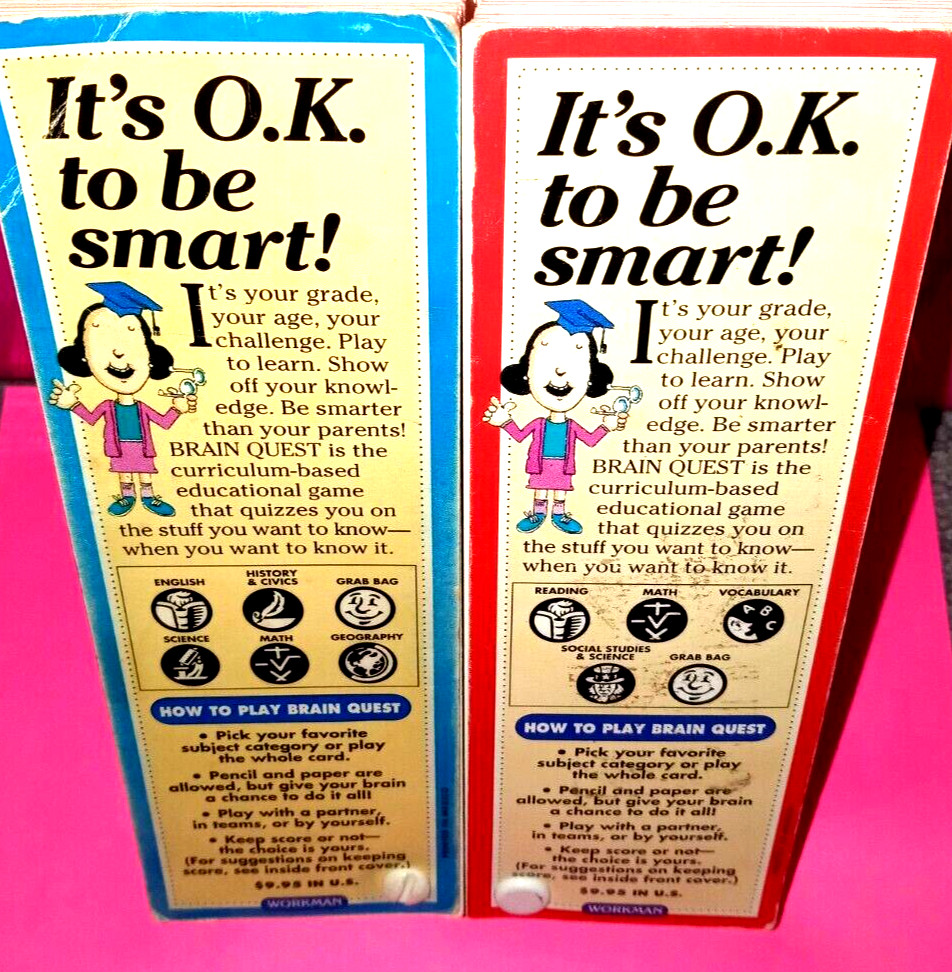 It's O.K.
to be
smart!
It's your grade,
your age, your
challenge. Play
to learn. Show
off your knowl-
edge. Be smarter
than your parents!
BRAIN QUEST is the
curriculum-based
educational game
that quizzes you on
the stuff you want to know—
when you want to know it.
ENGLISH
HISTORY
& CIVICS
GRAB BAG
SCIENCE
MATH
GEOGRAPHY
HOW TO PLAY BRAIN QUEST
• Pick your favorite
subject category or play
the whole card.
• Pencil and paper are
allowed, but give your brain
a chance to do it all!
• Play with a partner,
in teams, or by yourself.
• Keep score or not—
the choice is yours.
(For suggestions on keeping
score, see inside front cover.)
$9.95 IN U.S.
WORKMAN
It's O.K.
to be
smart!
It's your grade,
your age, your
challenge. Play
to learn. Show
off your knowl-
edge. Be smarter
than your parents!
BRAIN QUEST is the
curriculum-based
educational game
that quizzes you on
the stuff you want to know—
when you want to know it.
READING
MATH
VOCABULARY
A B C
SOCIAL STUDIES
& SCIENCE
GRAB BAG
HOW TO PLAY BRAIN QUEST
• Pick your favorite
subject category or play
the whole card.
• Pencil and paper are
allowed, but give your brain
a chance to do it all!
• Play with a partner,
in teams, or by yourself.
• Keep score or not—
the choice is yours.
(For suggestions on keeping
score, see inside front cover.)
$9.95 IN U.S.
WORKMAN